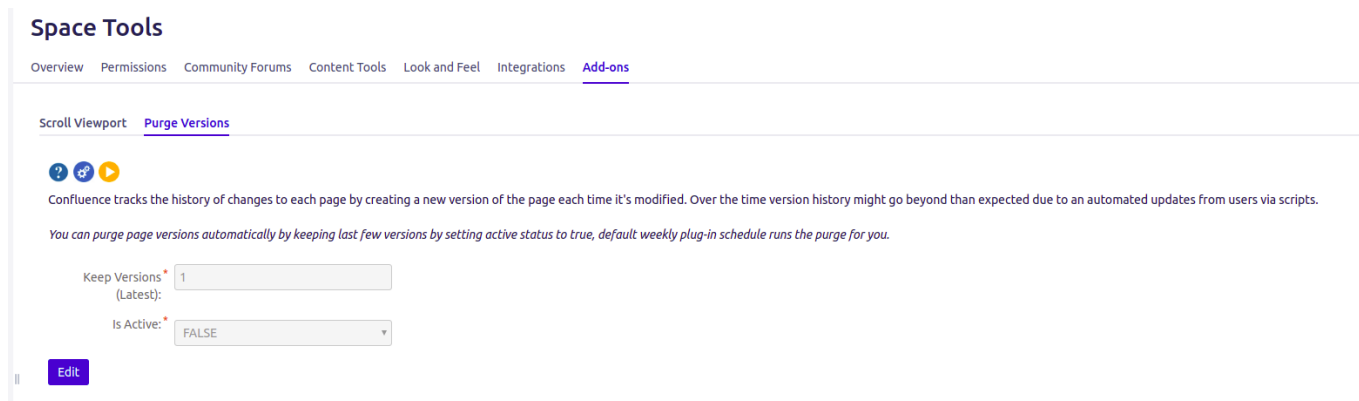 Space Tools
Overview Permissions Community Forums Content Tools Look and Feel Integrations Add-ons
Scroll Viewport Purge Versions
?
Confluence tracks the history of changes to each page by creating a new version of the page each time it's modified. Over the time version history might go beyond than expected due to an automated updates from users via scripts.
You can purge page versions automatically by keeping last few versions by setting active status to true, default weekly plug-in schedule runs the purge for you.
Keep Versions* 1
(Latest):
Is Active:* FALSE
Edit